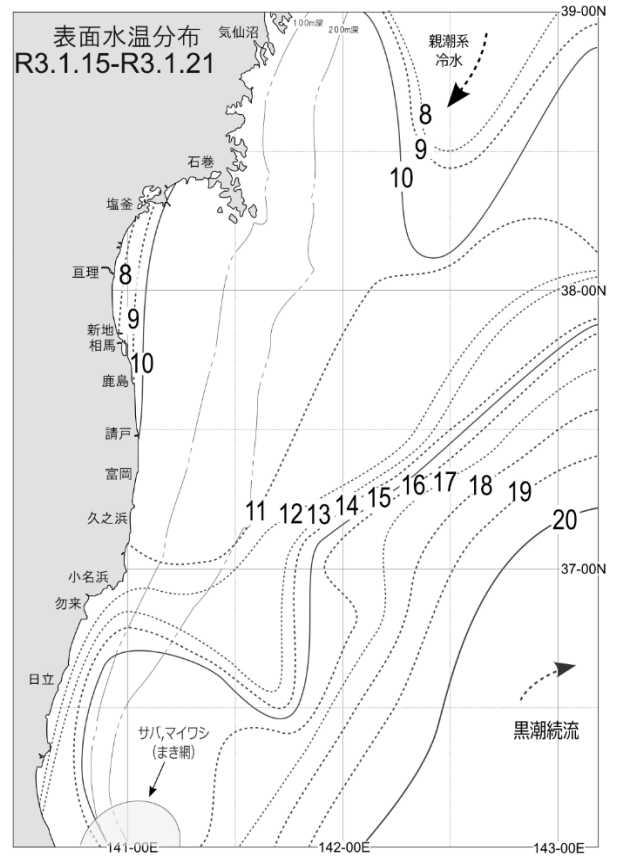 表面水温分布
R3.1.15-R3.1.21
気仙沼
100m深
200m深
39-00N
親潮系
冷水
8
9
10
石巻
塩釜
亘理
8
38-00N
9
新地
相馬
10
鹿島
請戸
富岡
久之浜
11
12
13
14
15
16
17
18
19
20
37-00N
小名浜
勿来
日立
サバ,マイワシ
(まき網)
黒潮続流
141-00E
142-00E
143-00E